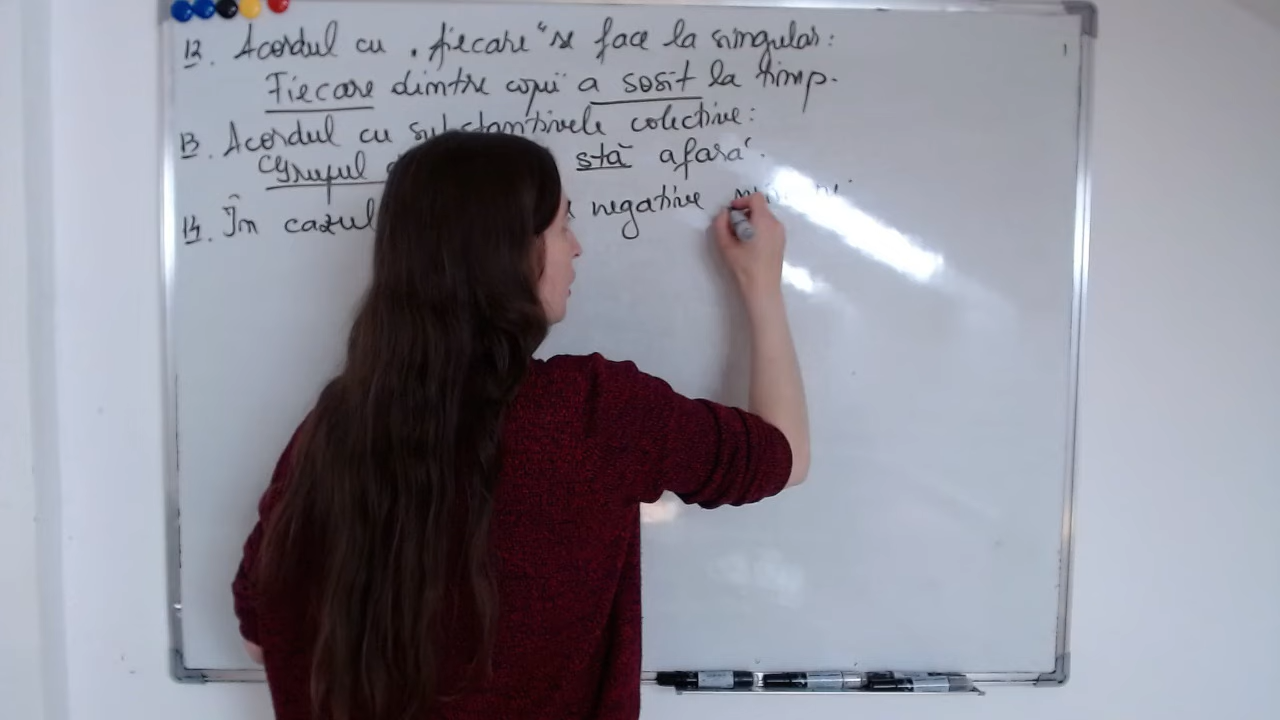 12. Acordul cu „fiecare“ se face la singular:
Fiecare dintre copii a sosit la timp.
13. Acordul cu substantivele colective:
Grupul stă afară.
14. În cazul negative